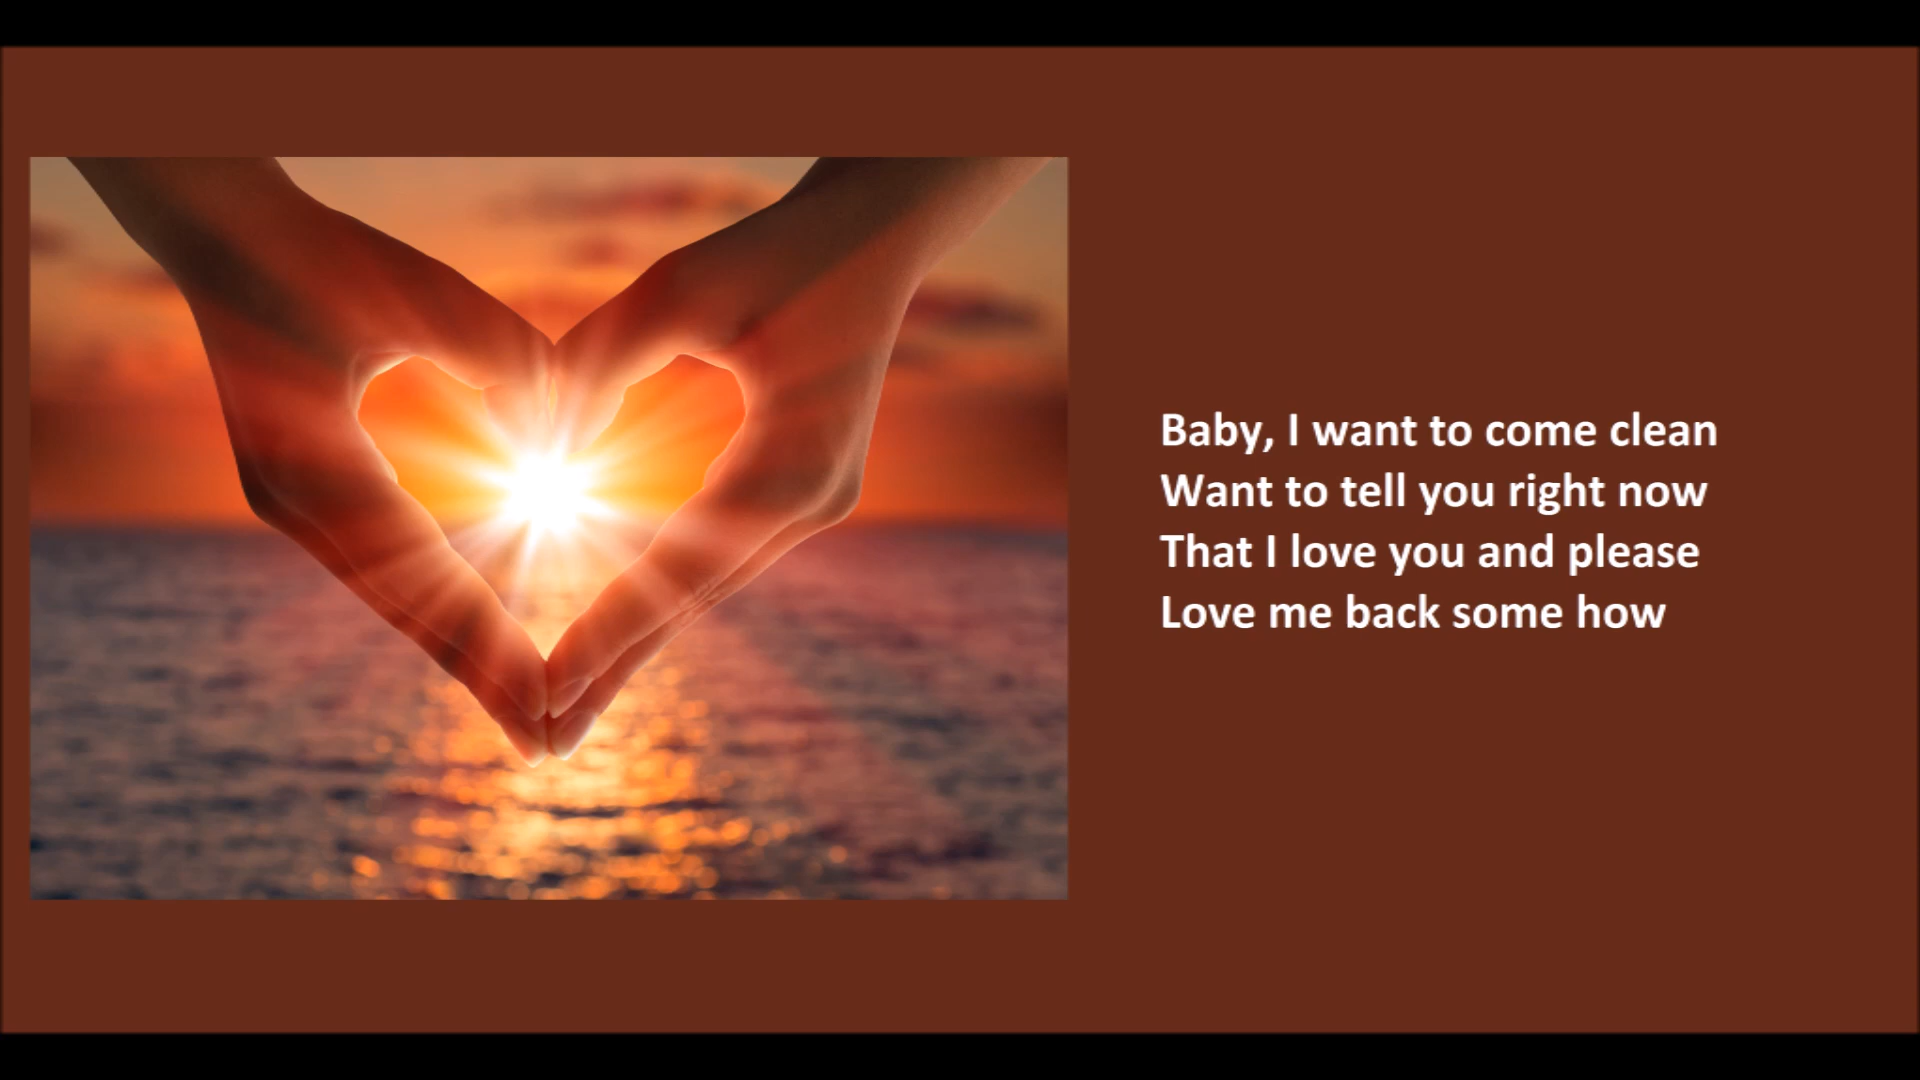 Baby, I want to come clean
Want to tell you right now
That I love you and please
Love me back some how